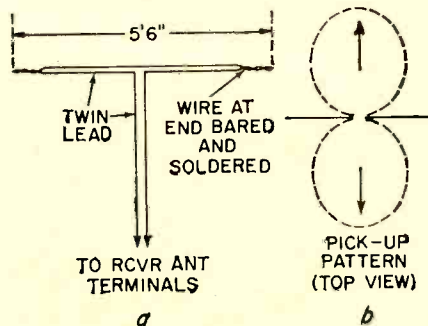 5'6"
TWIN
LEAD
WIRE AT
END BARED
AND
SOLDERED
TO RCVR ANT
TERMINALS
a
PICK-UP
PATTERN
(TOP VIEW)
b